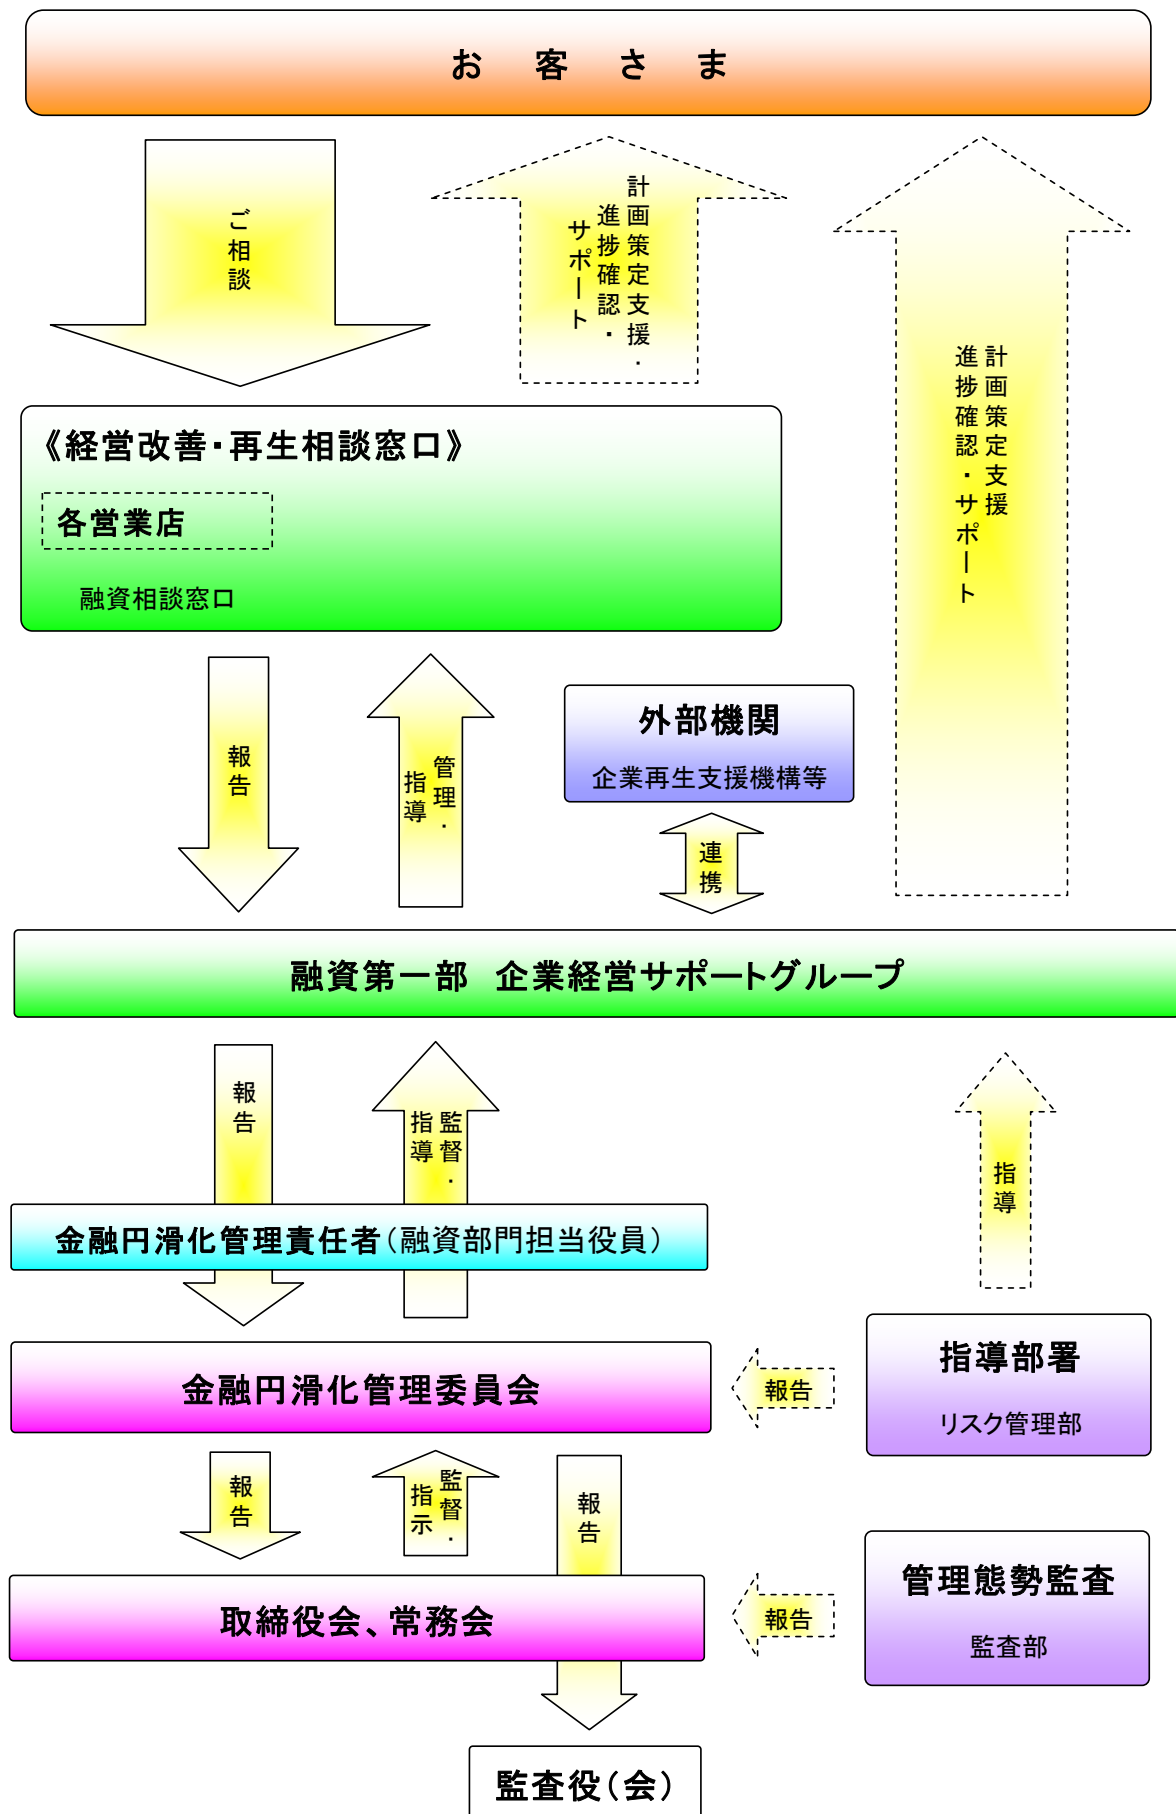 お客さま
ご相談
計画策定支援・
進捗確認・
サポート
計画策定支援
進捗確認・サポート
《経営改善・再生相談窓口》
各営業店
融資相談窓口
報告
管理・
指導
外部機関
企業再生支援機構等
連携
融資第一部 企業経営サポートグループ
報告
監督・
指導
指導
金融円滑化管理責任者（融資部門担当役員）
金融円滑化管理委員会
報告
指導部署
リスク管理部
報告
監督・
指示
報告
取締役会、常務会
報告
管理態勢監査
監査部
監査役（会）